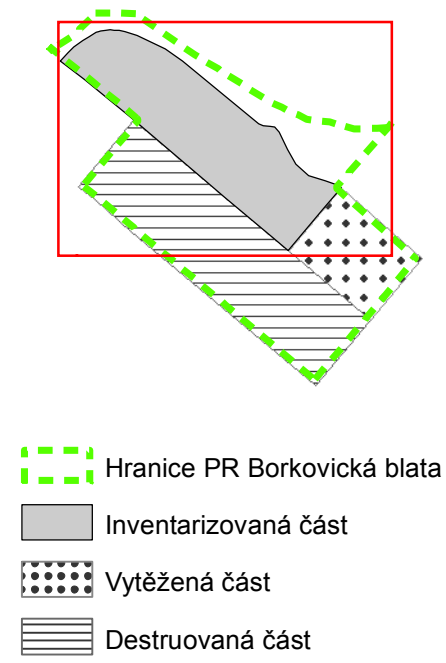 Hranice PR Borkovická blata
Inventarizovaná část
Vytěžená část
Destruovaná část